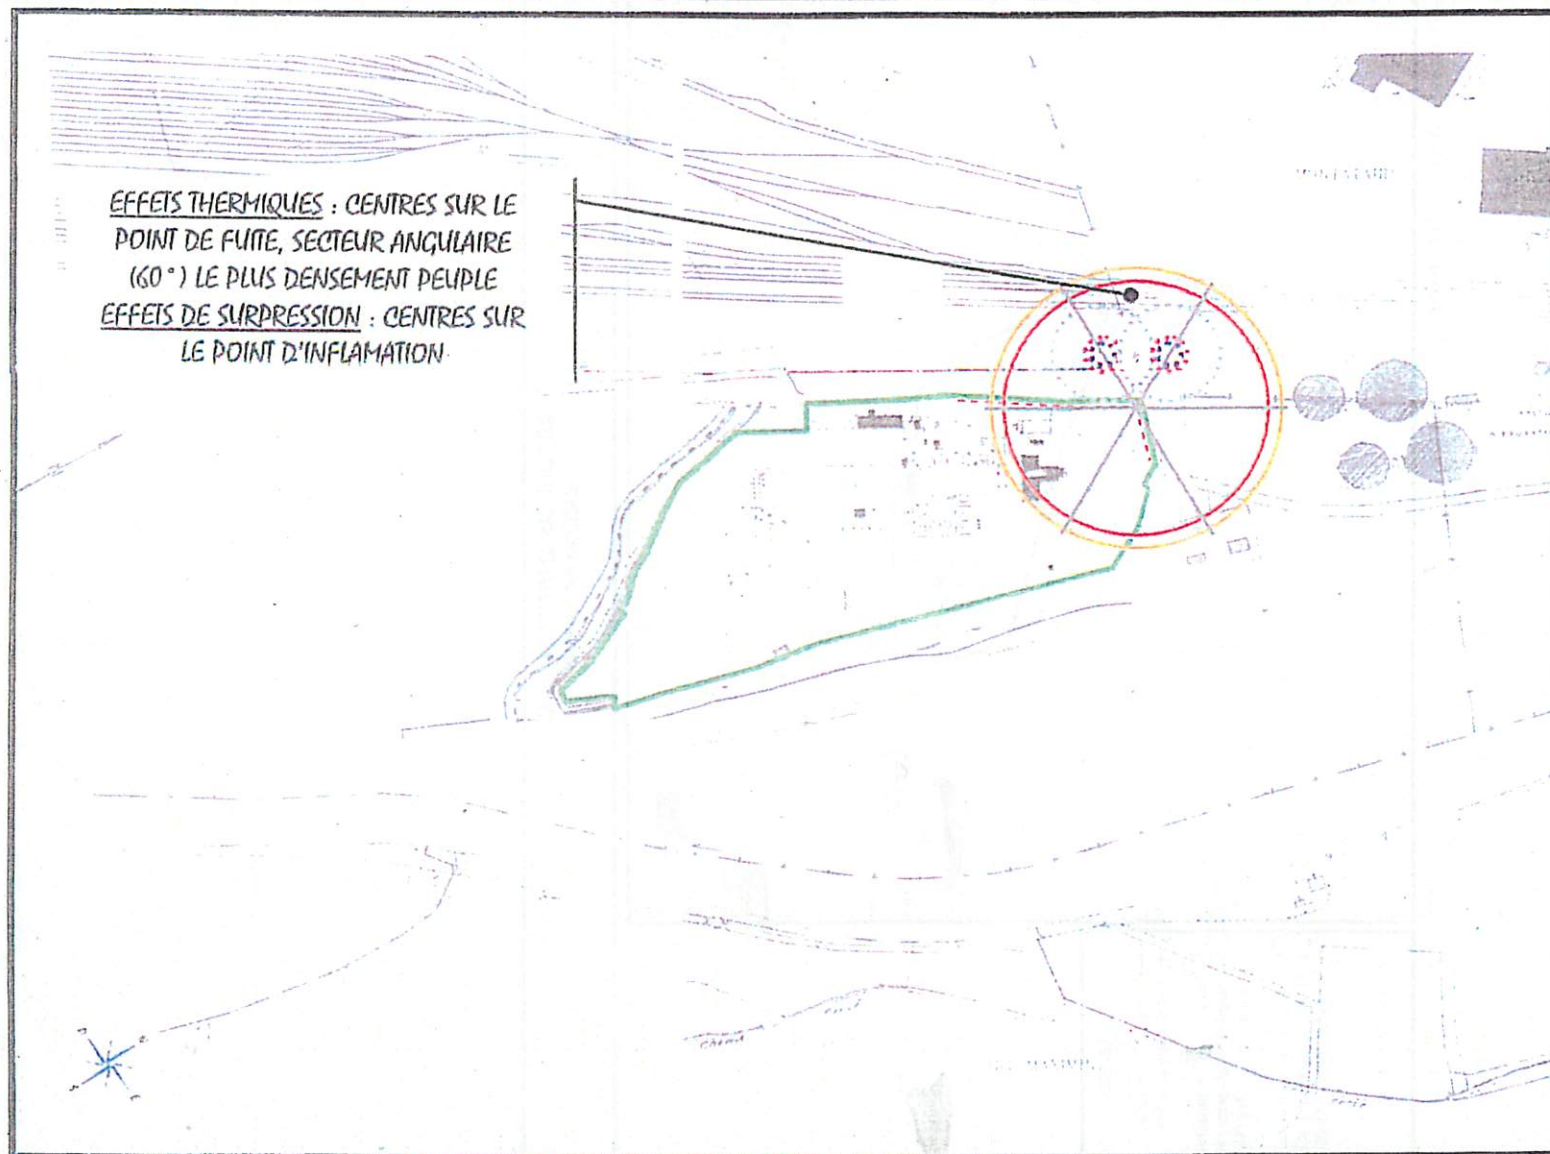 EFFETS THERMIQUES : CENTRES SUR LE
POINT DE FUITE, SECTEUR ANGULAIRE
(60°) LE PLUS DENSEMENT PEUPLE
EFFETS DE SURPRESSION : CENTRES SUR
LE POINT D'INFLAMATION